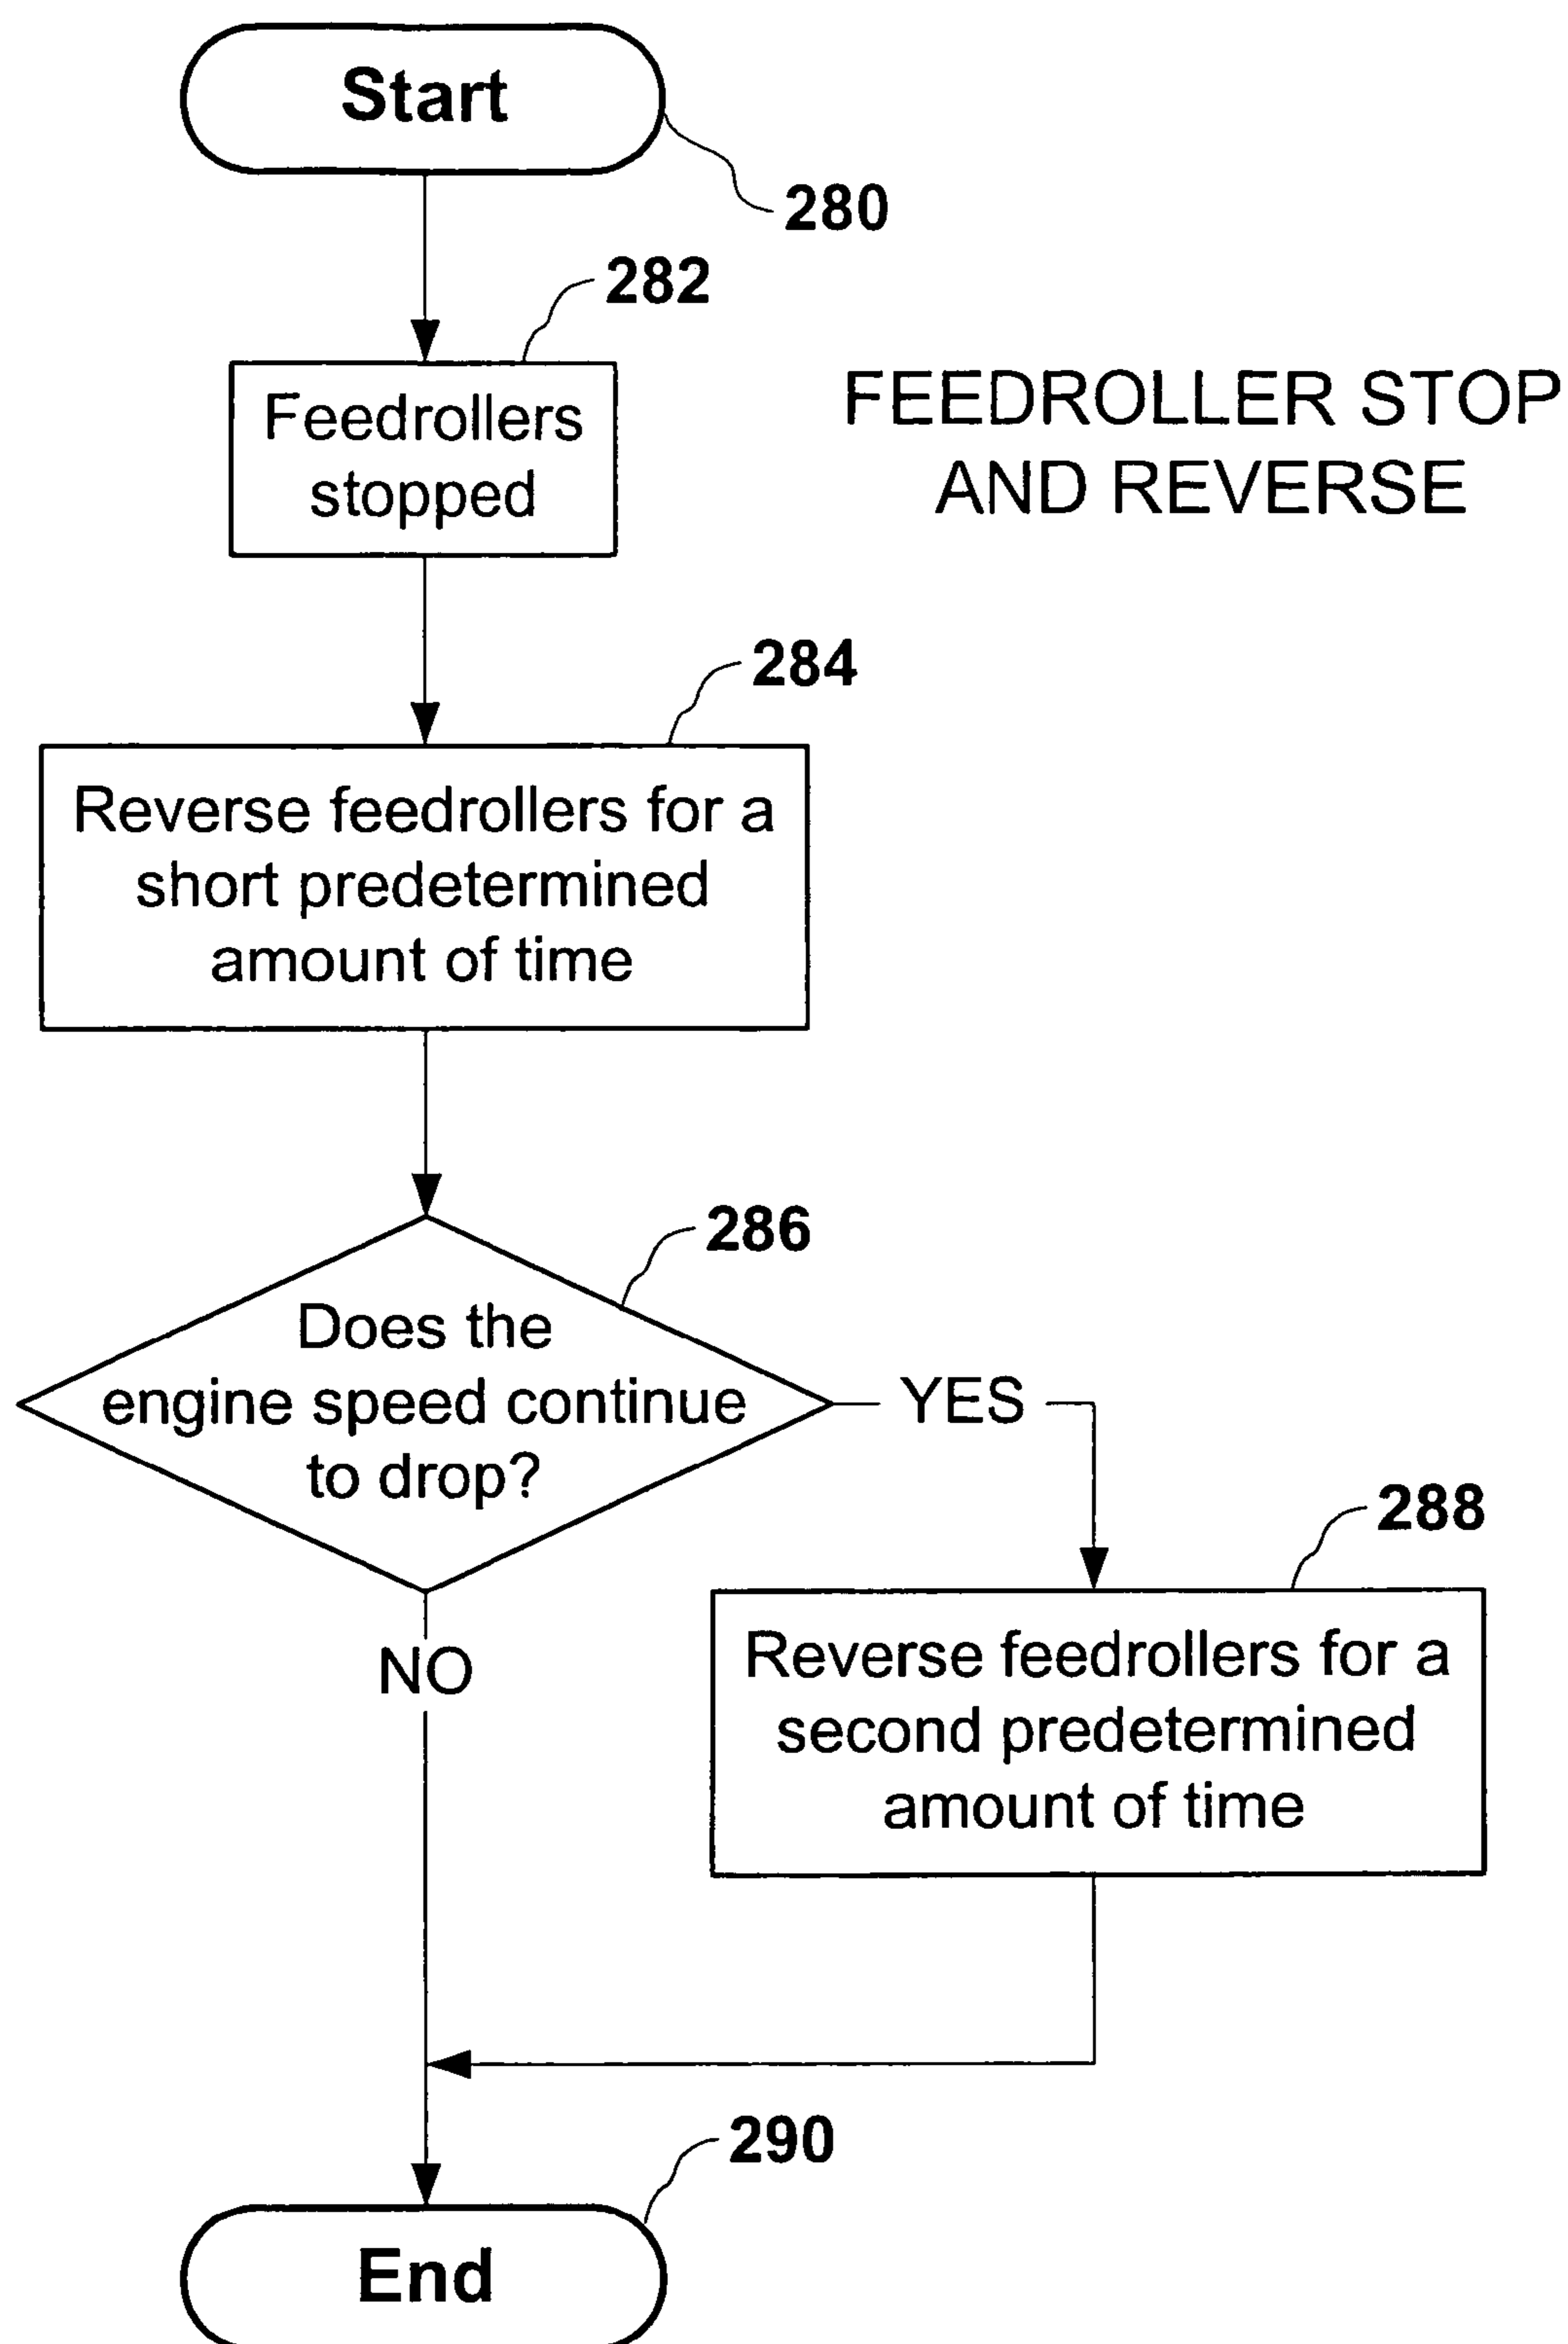 Start
280
282
Feedrollers
stopped
FEEDROLLER STOP
AND REVERSE
284
Reverse feedrollers for a
short predetermined
amount of time
286
Does the
engine speed continue
to drop?
YES
288
NO
Reverse feedrollers for a
second predetermined
amount of time
290
End